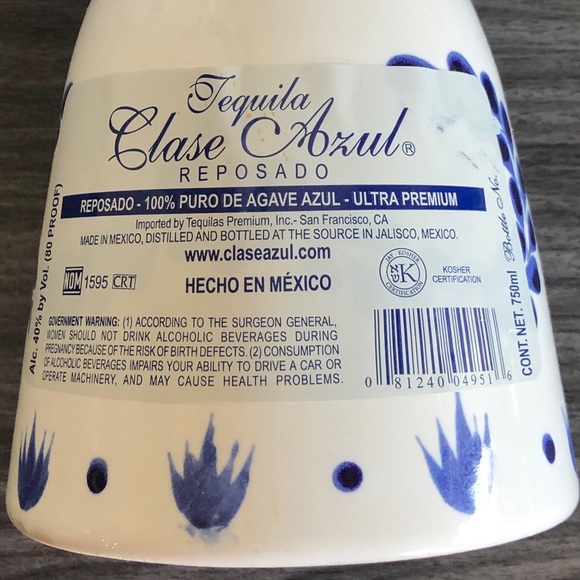 Tequila
Clase Azul®
REPOSADO
REPOSADO - 100% PURO DE AGAVE AZUL - ULTRA PREMIUM
Imported by Tequilas Premium, Inc.- San Francisco, CA
MADE IN MEXICO, DISTILLED AND BOTTLED AT THE SOURCE IN JALISCO, MEXICO.
www.claseazul.com
NOM 1595 CRT
HECHO EN MÉXICO
JAY - KOSHER
K
CERTIFICATION
KOSHER
CERTIFICATION
GOVERNMENT WARNING: (1) ACCORDING TO THE SURGEON GENERAL,
WOMEN SHOULD NOT DRINK ALCOHOLIC BEVERAGES DURING
PREGNANCY BECAUSE OF THE RISK OF BIRTH DEFECTS. (2) CONSUMPTION
OF ALCOHOLIC BEVERAGES IMPAIRS YOUR ABILITY TO DRIVE A CAR OR
OPERATE MACHINERY, AND MAY CAUSE HEALTH PROBLEMS.
0 81240 04951 6
Alc. 40% by Vol. (80 PROOF)
CONT. NET. 750ml Bottle No.